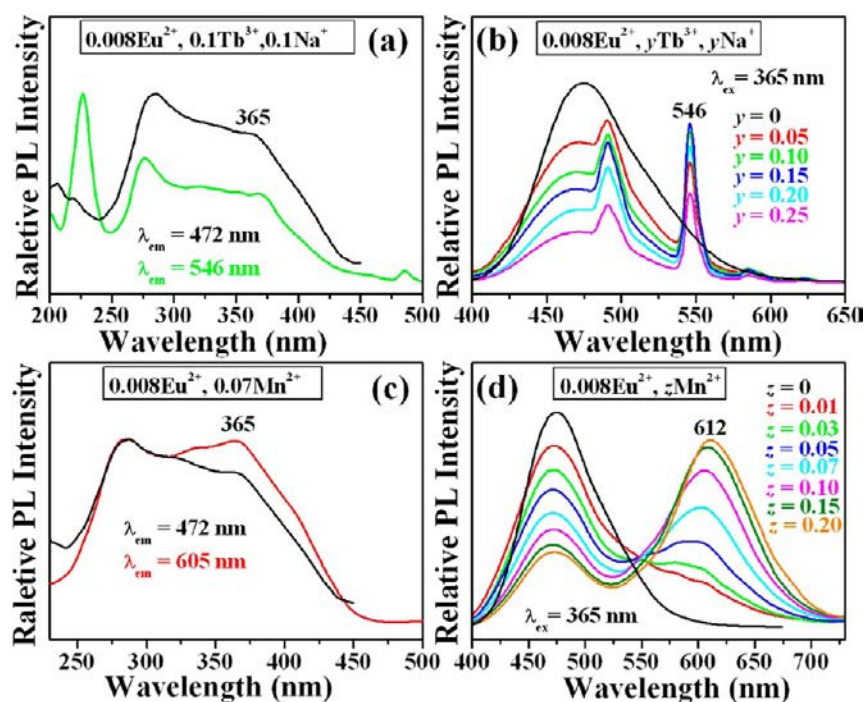 0.008Eu²⁺, 0.1Tb³⁺,0.1Na⁺
(a)
Raletive PL Intensity
365
λem = 472 nm
λem = 546 nm
200 250 300 350 400 450 500
Wavelength (nm)
0.008Eu²⁺, yTb³⁺, yNa⁺
(b)
Relative PL Intensity
λex = 365 nm
546
y = 0
y = 0.05
y = 0.10
y = 0.15
y = 0.20
y = 0.25
400 450 500 550 600 650
Wavelength (nm)
0.008Eu²⁺, 0.07Mn²⁺
(c)
Raletive PL Intensity
365
λem = 472 nm
λem = 605 nm
250 300 350 400 450 500
Wavelength (nm)
0.008Eu²⁺, zMn²⁺
(d)
Relative PL Intensity
612
z = 0
z = 0.01
z = 0.03
z = 0.05
z = 0.07
z = 0.10
z = 0.15
z = 0.20
λex = 365 nm
400 450 500 550 600 650 700
Wavelength (nm)